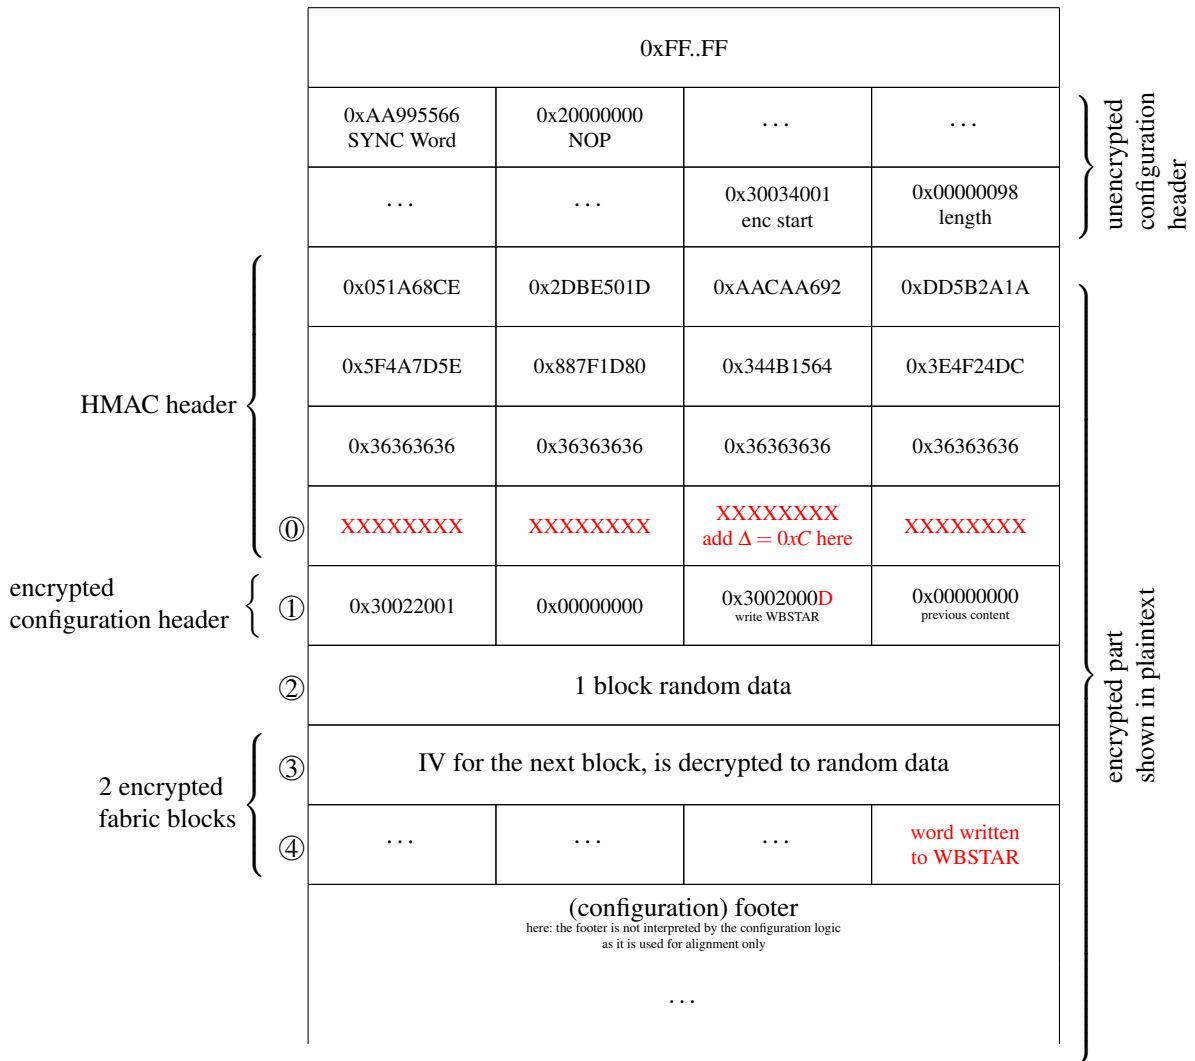 0xFF..FF
0xAA995566 0x20000000 ... ...
SYNC Word NOP
... ... 0x30034001 0x00000098
enc start length
unencrypted
configuration
header
HMAC header
0x051A68CE 0x2DBE501D 0xAACAA692 0xDD5B2A1A
0x5F4A7D5E 0x887F1D80 0x344B1564 0x3E4F24DC
0x36363636 0x36363636 0x36363636 0x36363636
⓪ XXXXXXXX XXXXXXXX XXXXXXXX XXXXXXXX
add Δ = 0xC here
encrypted
configuration header
① 0x30022001 0x00000000 0x3002000D 0x00000000
write WBSTAR previous content
② 1 block random data
2 encrypted
fabric blocks
③ IV for the next block, is decrypted to random data
④ ... ... ... word written
to WBSTAR
encrypted part
shown in plaintext
(configuration) footer
here: the footer is not interpreted by the configuration logic
as it is used for alignment only
...